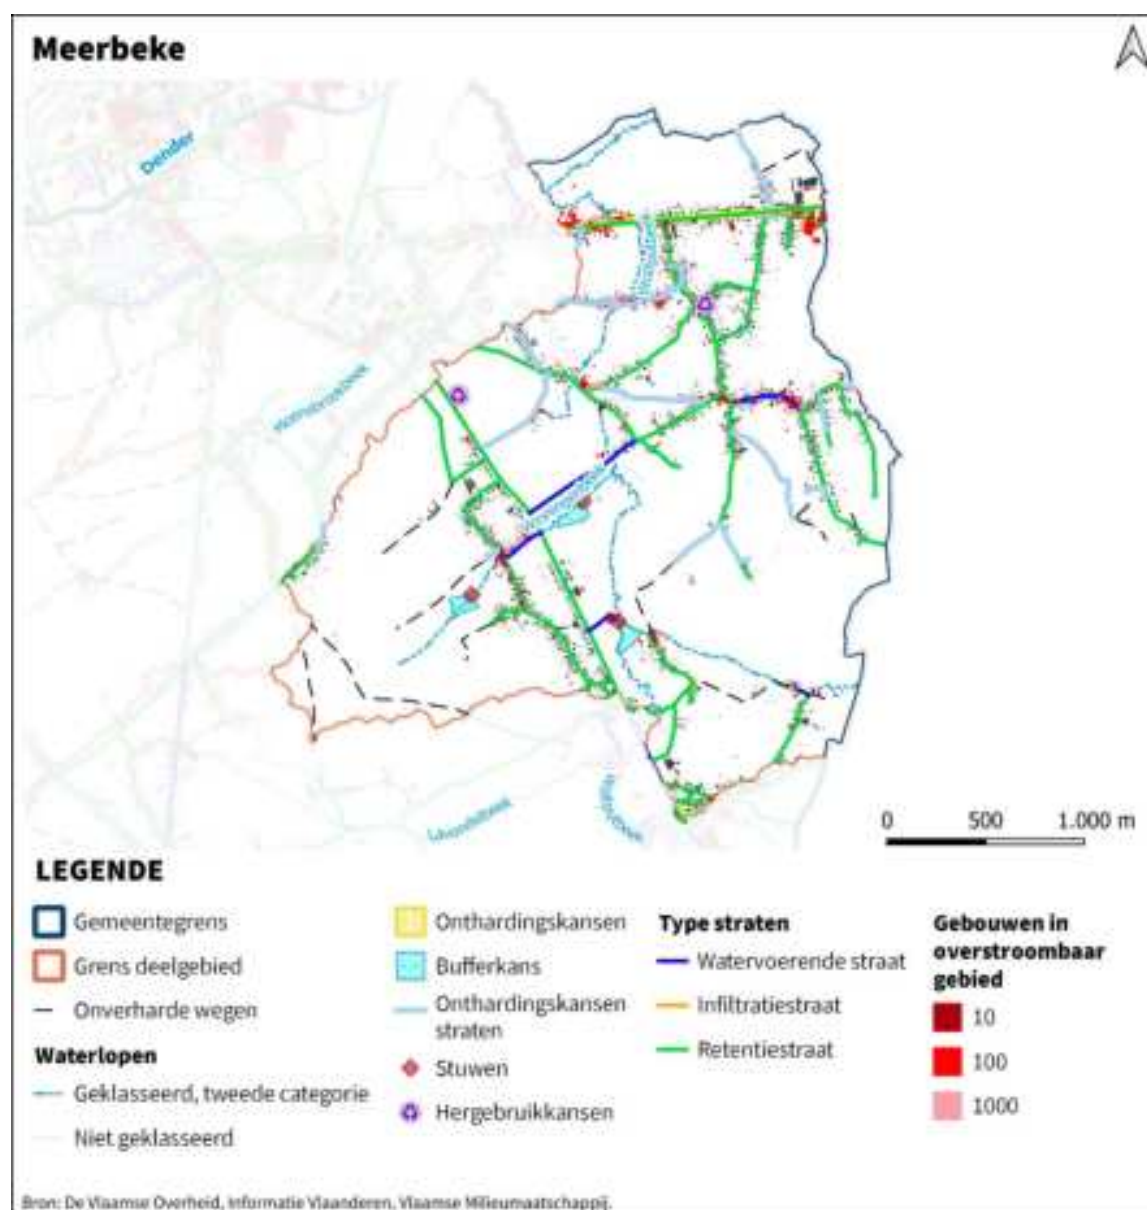 Meerbeke
Dender
0 500 1.000 m
LEGENDE
Gemeentegrens
Grens deelgebied
Onverharde wegen
Waterlopen
Geklasseerd, tweede categorie
Niet geklasseerd
Onthardingskansen
Bufferkans
Onthardingskansen
straten
Stuwen
Hergebruikkansen
Type straten
Watervoerende straat
Infiltratiestraat
Retentiestraat
Gebouwen in
overstroombaar
gebied
10
100
1000
Bron: De Vlaamse Overheid, Informatie Vlaanderen, Vlaamse Milieumaatschappij.